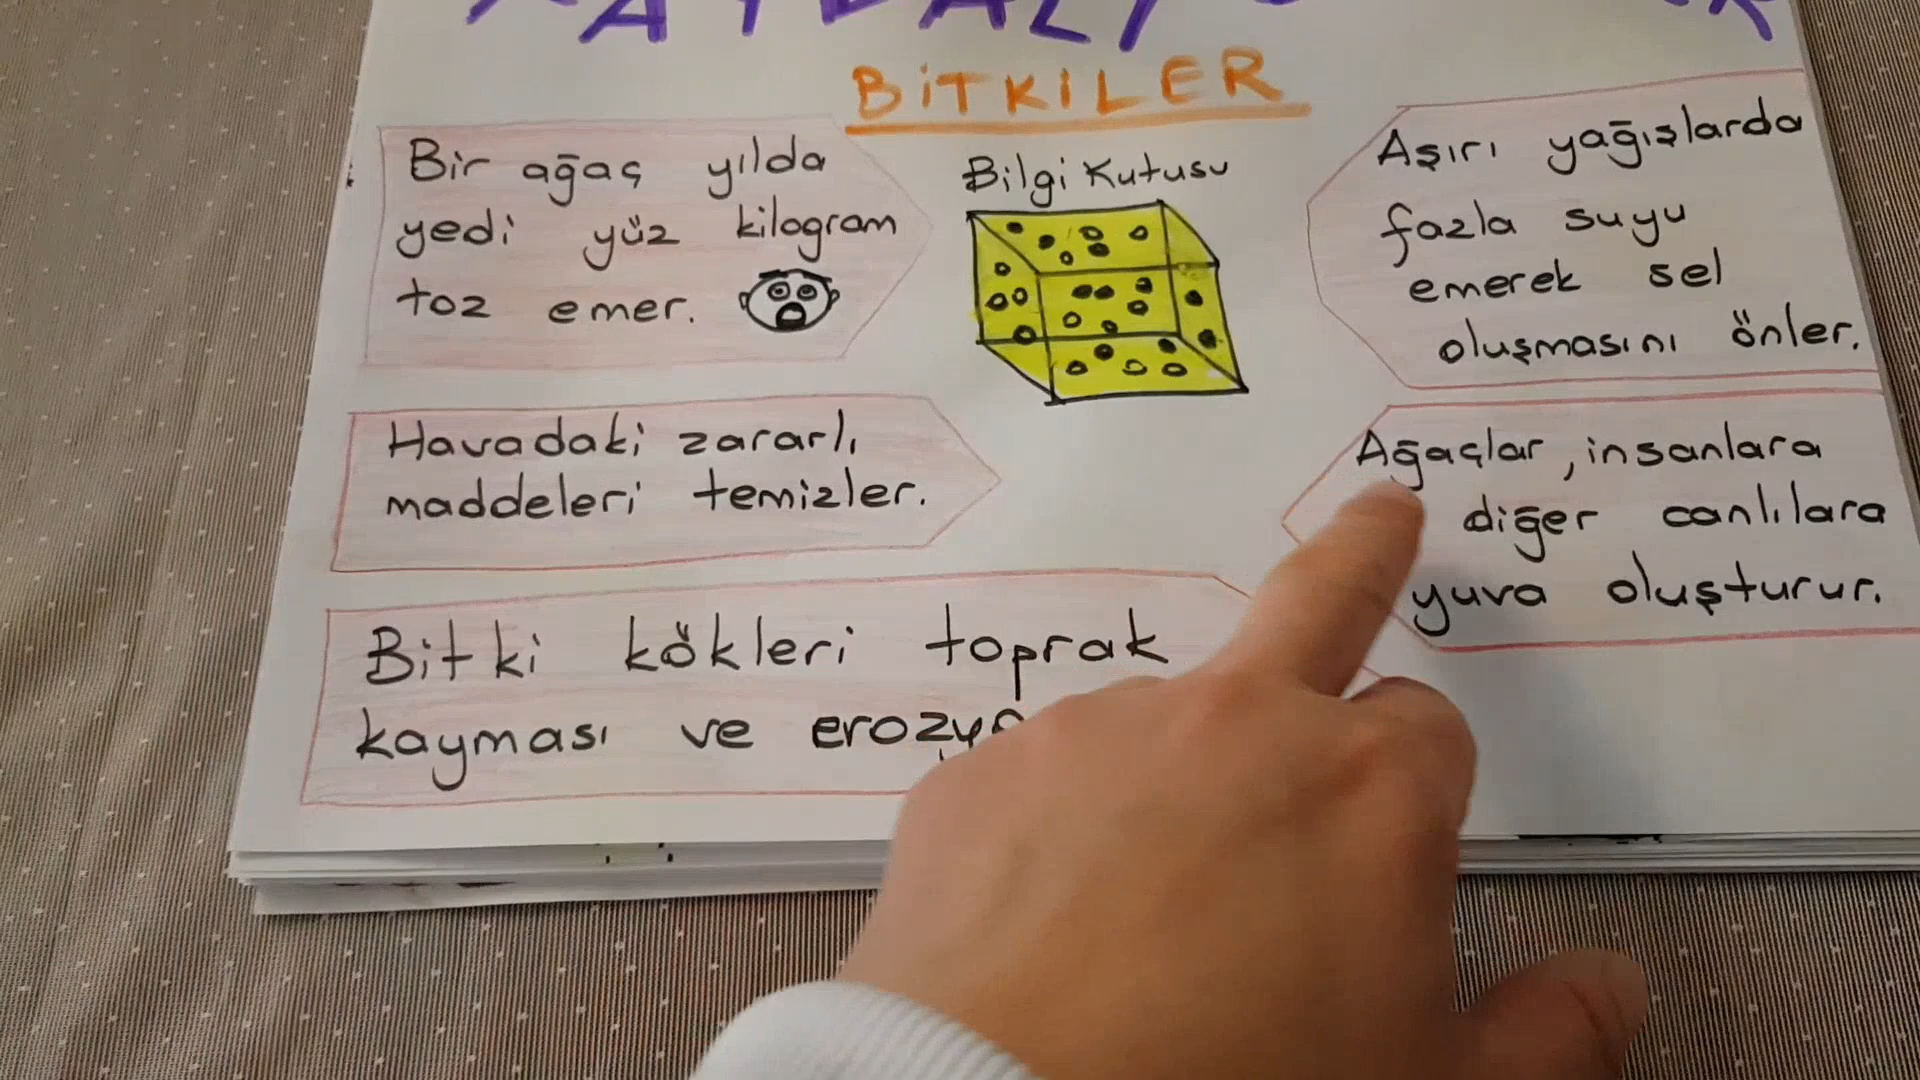 BİTKİLER
Bilgi Kutusu
Bir ağaç yılda
yedi yüz kilogram
toz emer.
Havadaki zararlı
maddeleri temizler.
Bitki kökleri toprak
kayması ve
Aşırı yağışlarda
fazla suyu
emerek sel
oluşmasını önler.
Ağaçlar, insanlara
diğer canlılara
yuva oluşturur.